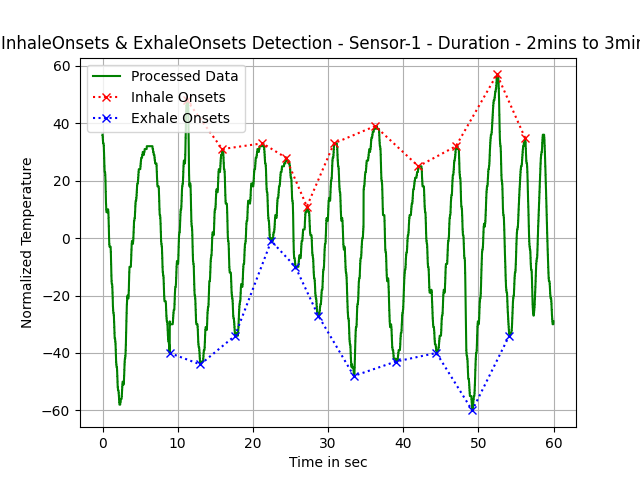 InhaleOnsets & ExhaleOnsets Detection - Sensor-1 - Duration - 2mins to 3min
Processed Data
Inhale Onsets
Exhale Onsets
60
40
20
0
−20
−40
−60
Normalized Temperature
0 10 20 30 40 50 60
Time in sec